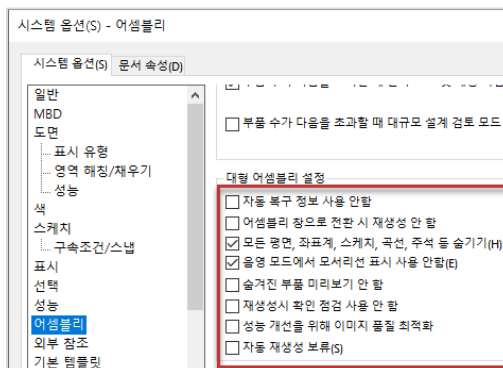 시스템 옵션(S) - 어셈블리
시스템 옵션(S) 문서 속성(D)
일반
MBD
도면
표시 유형
영역 해칭/채우기
성능
색
스케치
구속조건/스냅
표시
선택
성능
어셈블리
외부 참조
기본 템플릿
부품 수가 다음을 초과할 때 대규모 설계 검토 모드
대형 어셈블리 설정
자동 복구 정보 사용 안함
어셈블리 창으로 전환 시 재생성 안 함
모든 평면, 좌표계, 스케치, 곡선, 주석 등 숨기기(H)
음영 모드에서 모서리선 표시 사용 안함(E)
숨겨진 부품 미리보기 안 함
재생성시 확인 점검 사용 안 함
성능 개선을 위해 이미지 품질 최적화
자동 재생성 보류(S)